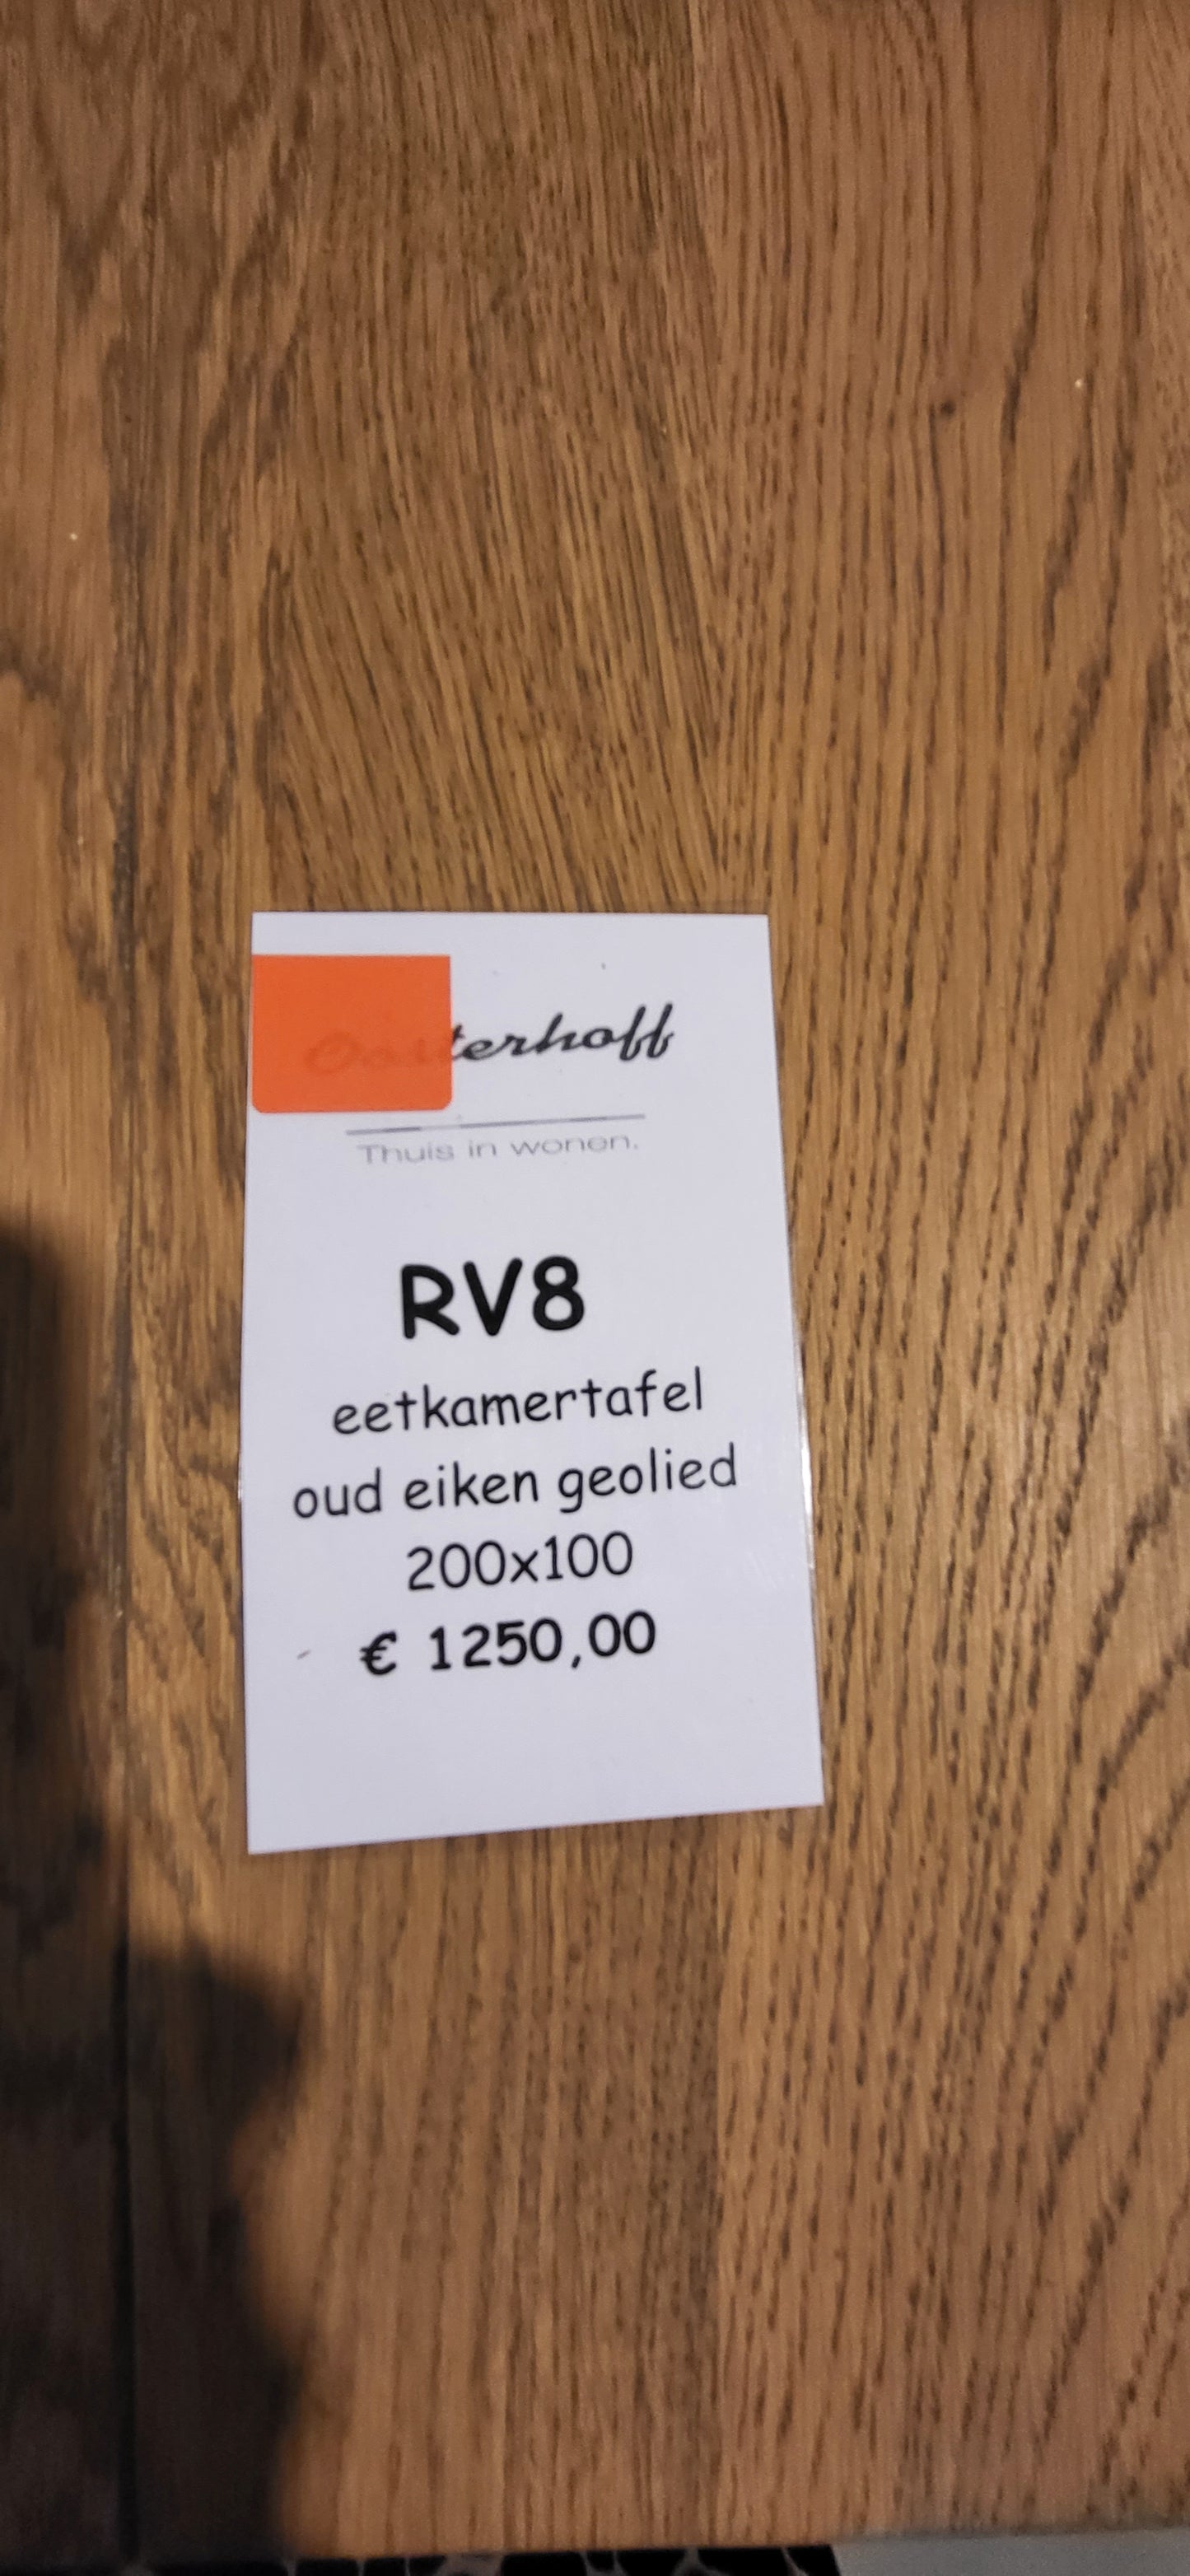 Oosterhoff
Thuis in wonen.
RV8
eetkamertafel
oud eiken geolied
200x100
€ 1250,00